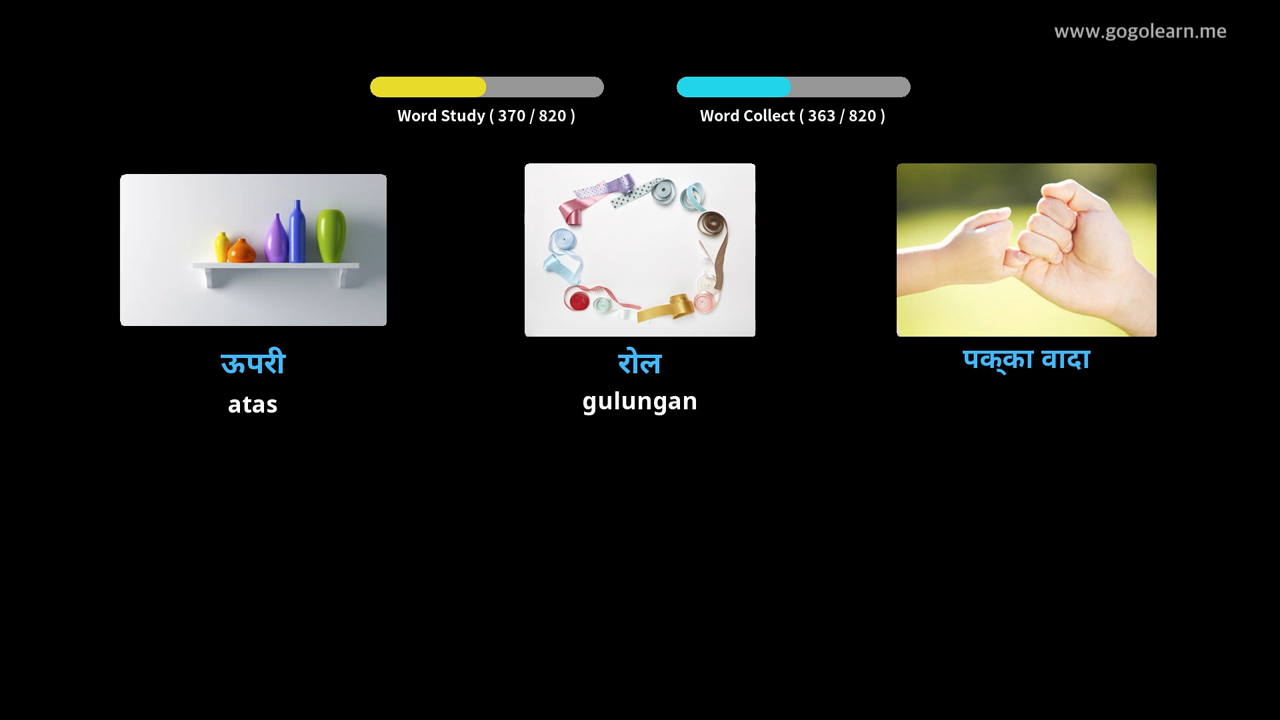 www.gogolearn.me
Word Study ( 370 / 820 )
Word Collect ( 363 / 820 )
ऊपरी
atas
रोल
gulungan
पक्का वादा